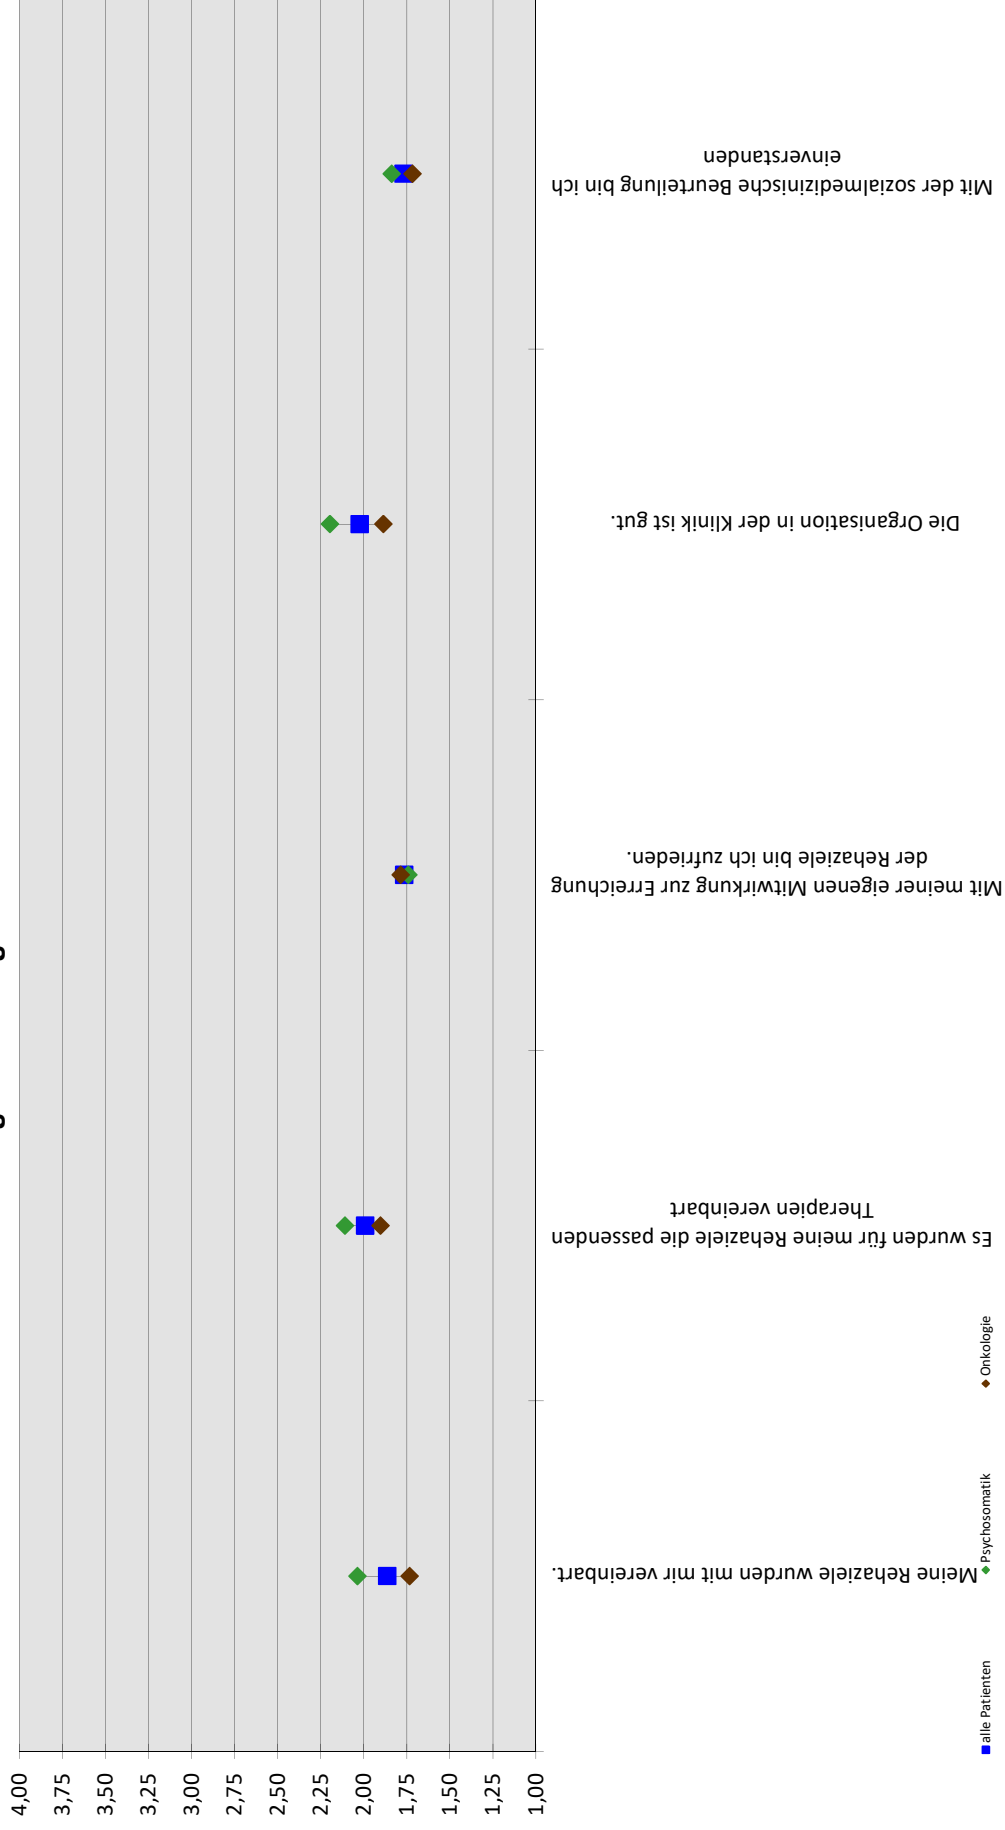 4,00
3,75
3,50
3,25
3,00
2,75
2,50
2,25
2,00
1,75
1,50
1,25
1,00
Meine Rehaziele wurden mit mir vereinbart.
Es wurden für meine Rehaziele die passenden
Therapien vereinbart
Mit meiner eigenen Mitwirkung zur Erreichung
der Rehaziele bin ich zufrieden.
Die Organisation in der Klinik ist gut.
Mit der sozialmedizinische Beurteilung bin ich
einverstanden
alle Patienten
Psychosomatik
Onkologie